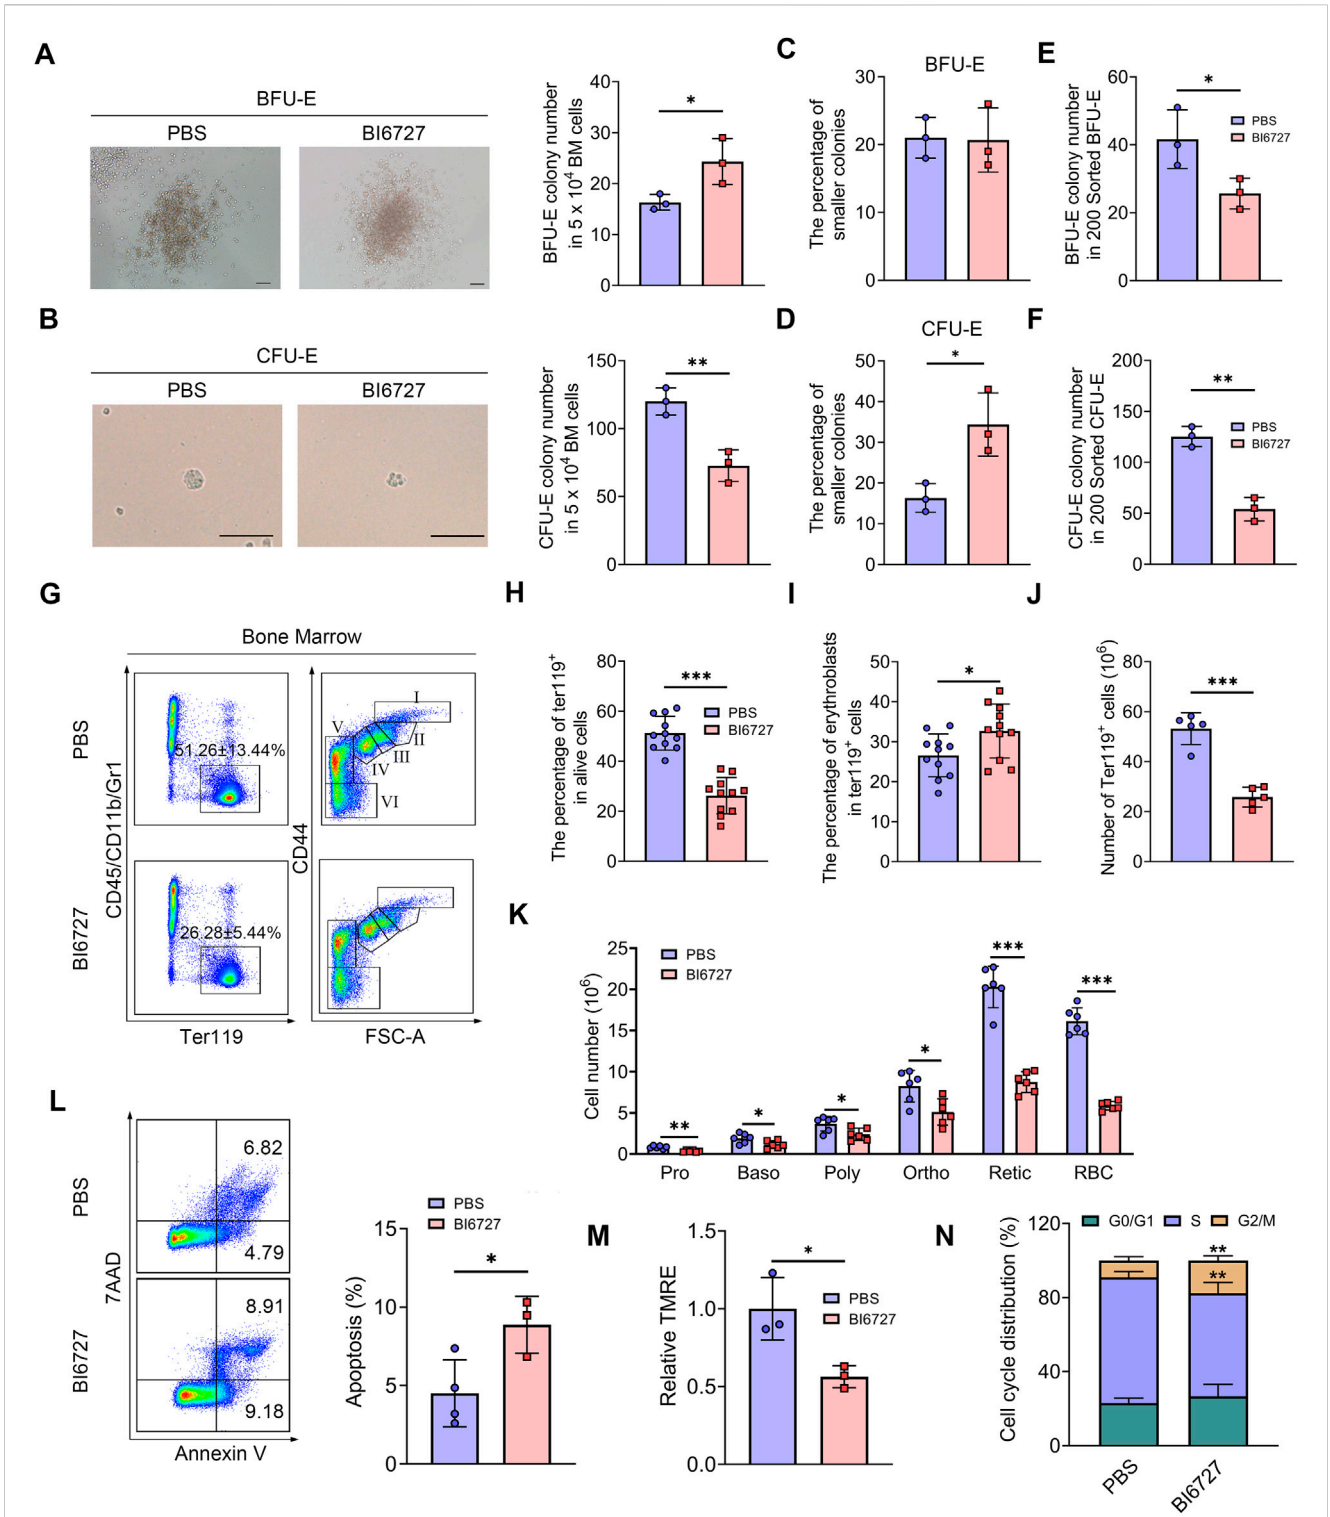 A
BFU-E
PBS
BI6727
BFU-E colony number
in 5 x 10⁴ BM cells
40
30
20
10
0
*
C
BFU-E
The percentage of
smaller colonies
30
20
10
0
E
BFU-E colony number
in 200 Sorted BFU-E
60
40
20
0
*
PBS
BI6727
B
CFU-E
PBS
BI6727
CFU-E colony number
in 5 x 10⁴ BM cells
150
100
50
0
**
D
CFU-E
The percentage of
smaller colonies
50
40
30
20
10
0
*
F
CFU-E colony number
in 200 Sorted CFU-E
200
150
100
50
0
**
PBS
BI6727
G
Bone Marrow
PBS
BI6727
CD45/CD11b/Gr1
51.26±13.44%
26.28±5.44%
Ter119
CD44
I
II
III
IV
V
VI
FSC-A
H
The percentage of ter119⁺
in alive cells
80
60
40
20
0
***
PBS
BI6727
I
The percentage of erythroblasts
in ter119⁺ cells
50
40
30
20
10
0
*
J
Number of Ter119⁺ cells (10⁶)
80
60
40
20
0
***
K
Cell number (10⁶)
25
20
15
10
5
0
PBS
BI6727
**
*
*
*
***
***
Pro
Baso
Poly
Ortho
Retic
RBC
L
PBS
BI6727
7AAD
6.82
4.79
8.91
9.18
Annexin V
Apoptosis (%)
15
10
5
0
PBS
BI6727
*
M
Relative TMRE
1.5
1.0
0.5
0.0
*
PBS
BI6727
N
G0/G1
S
G2/M
Cell cycle distribution (%)
120
80
40
0
**
**
PBS
BI6727